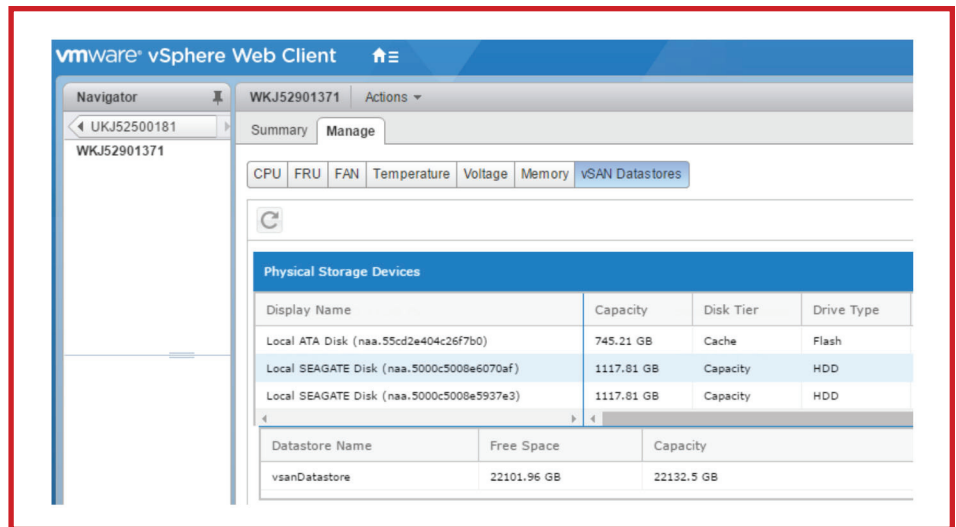 vmware® vSphere Web Client
Navigator
WKJ52901371 Actions
UKJ52500181
Summary Manage
WKJ52901371
CPU FRU FAN Temperature Voltage Memory vSAN Datastores
Physical Storage Devices
Display Name Capacity Disk Tier Drive Type
Local ATA Disk (naa.55cd2e404c26f7b0) 745.21 GB Cache Flash
Local SEAGATE Disk (naa.5000c5008e6070af) 1117.81 GB Capacity HDD
Local SEAGATE Disk (naa.5000c5008e5937e3) 1117.81 GB Capacity HDD
Datastore Name Free Space Capacity
vsanDatastore 22101.96 GB 22132.5 GB